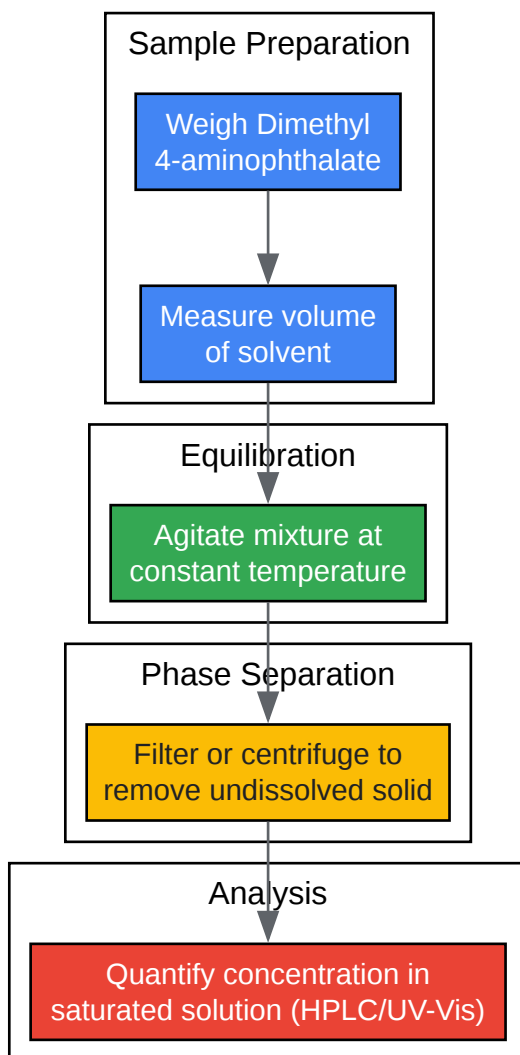 Sample Preparation
Weigh Dimethyl
4-aminophthalate
Measure volume
of solvent
Equilibration
Agitate mixture at
constant temperature
Phase Separation
Filter or centrifuge to
remove undissolved solid
Analysis
Quantify concentration in
saturated solution (HPLC/UV-Vis)